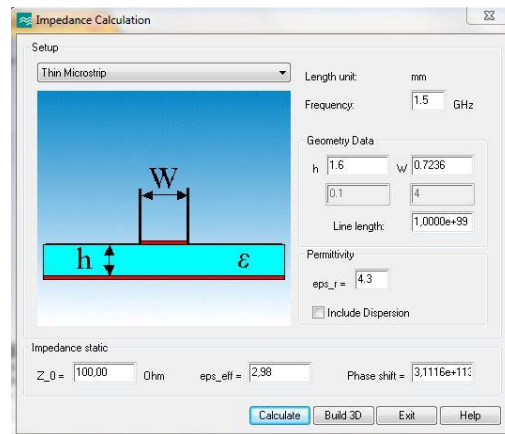 Impedance Calculation
Setup
Thin Microstrip
Length unit: mm
Frequency: 1.5 GHz
Geometry Data
h 1.6 W 0.7236
0.1 4
Line length: 1,0000e+99
W
h ε
Permittivity
eps_r = 4.3
Include Dispersion
Impedance static
Z_0 = 100,00 Ohm eps_eff = 2,98 Phase shift = 3,1116e+113
Calculate Build 3D Exit Help